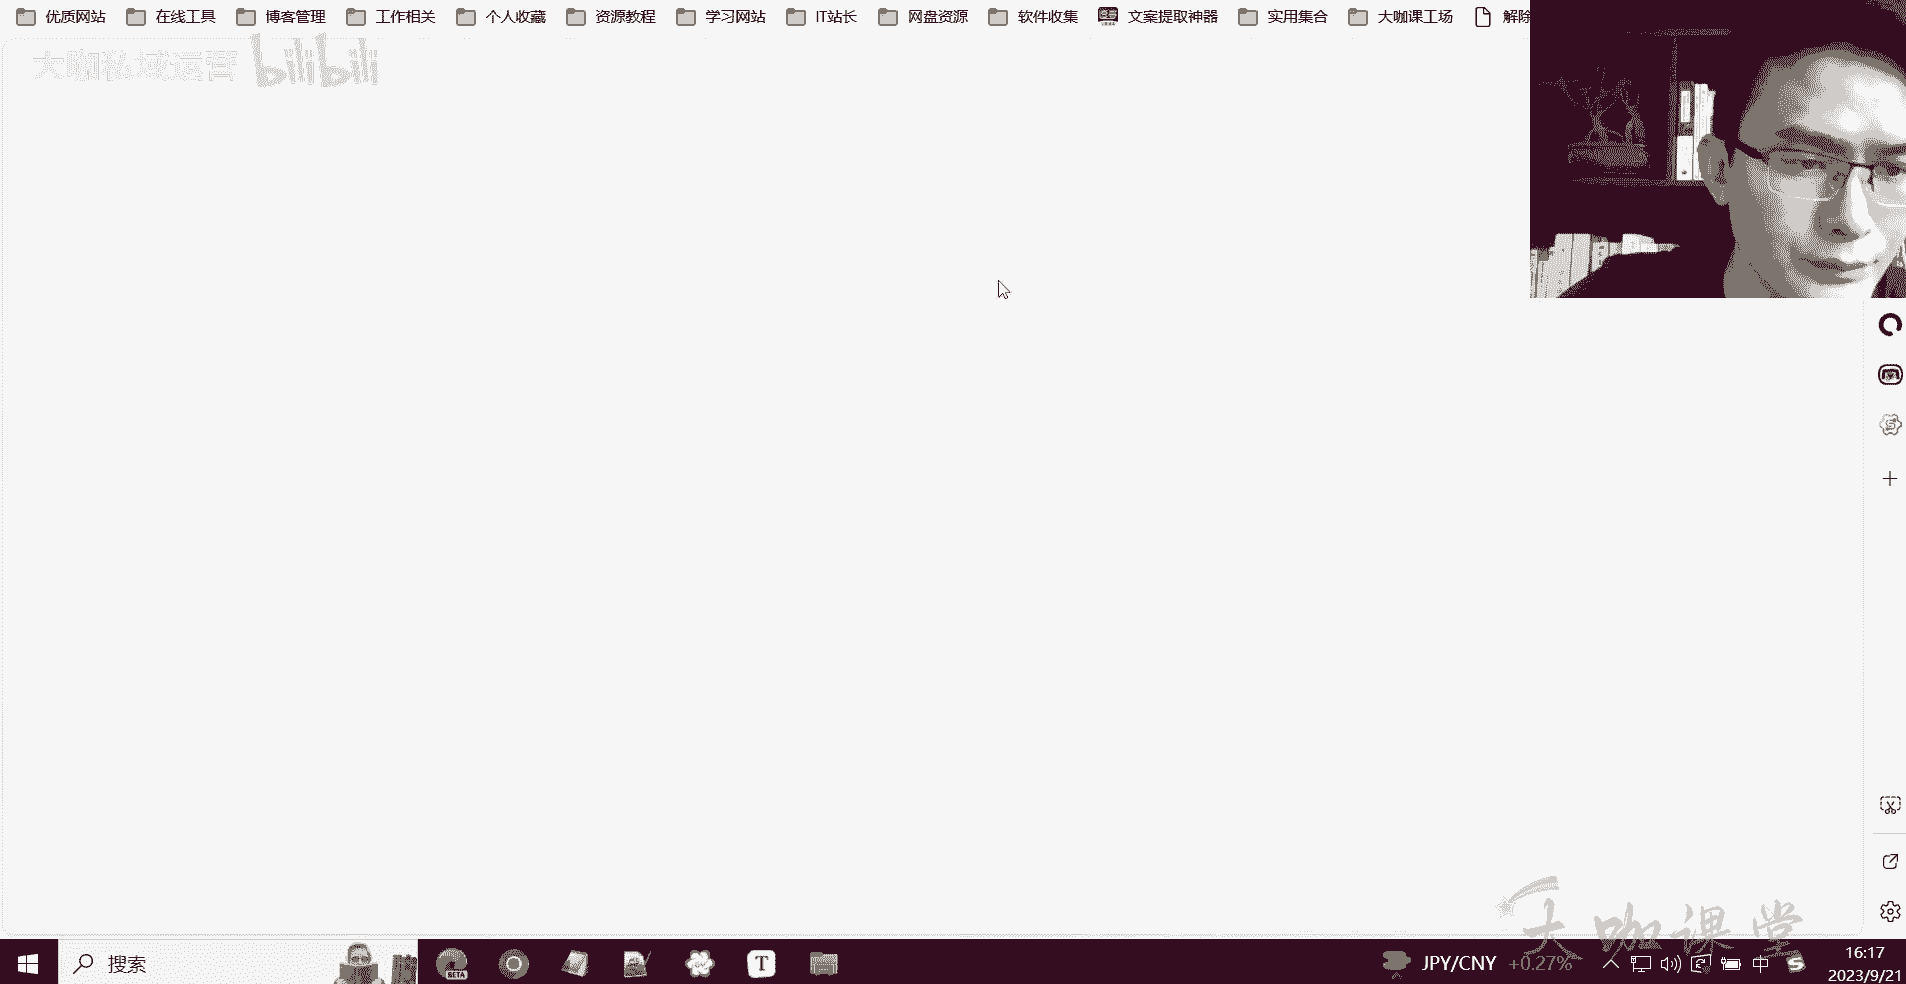 优质网站 在线工具 博客管理 工作相关 个人收藏 资源教程 学习网站 IT站长 网盘资源 软件收集 文案提取神器 实用集合 大咖课工场 解除
大咖私域运营 bilibili
大咖课堂
搜索 BETA T JPY/CNY +0.27% 中 S 16:17
2023/9/21